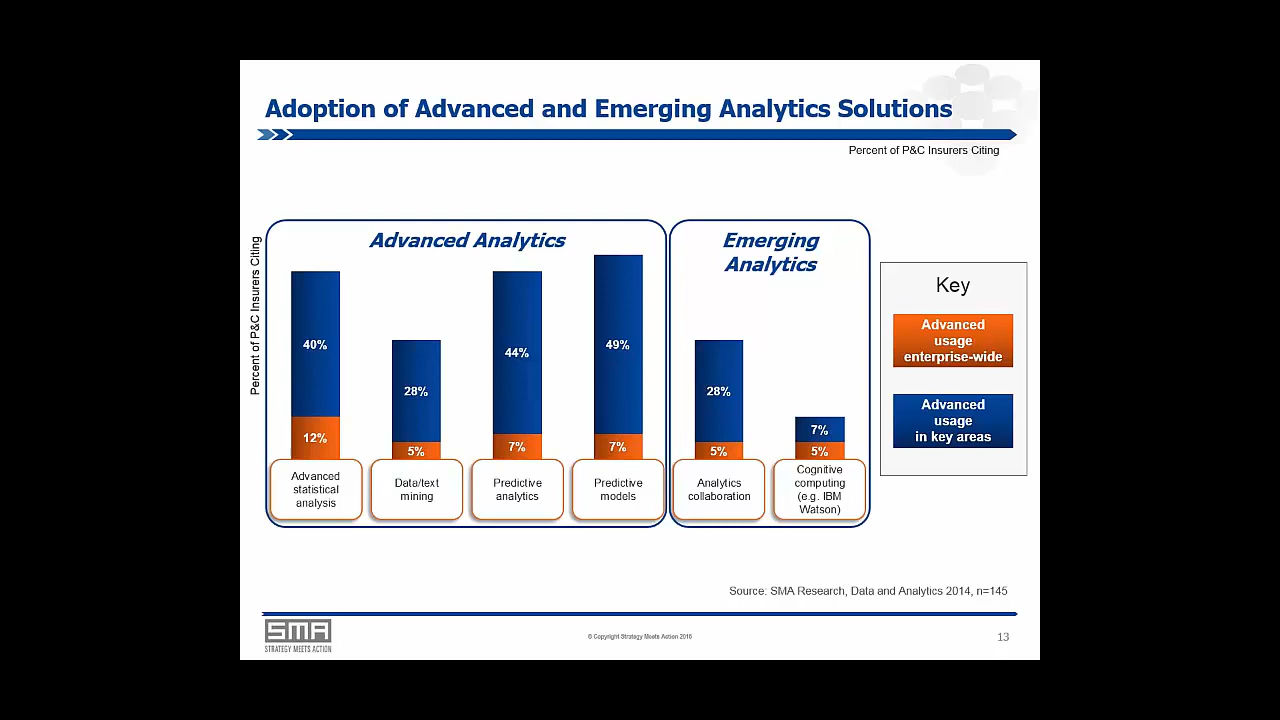 Adoption of Advanced and Emerging Analytics Solutions
Percent of P&C Insurers Citing
Percent of P&C Insurers Citing
Advanced Analytics
40%
12%
Advanced
statistical
analysis
28%
5%
Data/text
mining
44%
7%
Predictive
analytics
49%
7%
Predictive
models
Emerging
Analytics
28%
5%
Analytics
collaboration
7%
5%
Cognitive
computing
(e.g. IBM
Watson)
Key
Advanced
usage
enterprise-wide
Advanced
usage
in key areas
Source: SMA Research, Data and Analytics 2014, n=145
SMA
STRATEGY MEETS ACTION
© Copyright Strategy Meets Action 2016
13